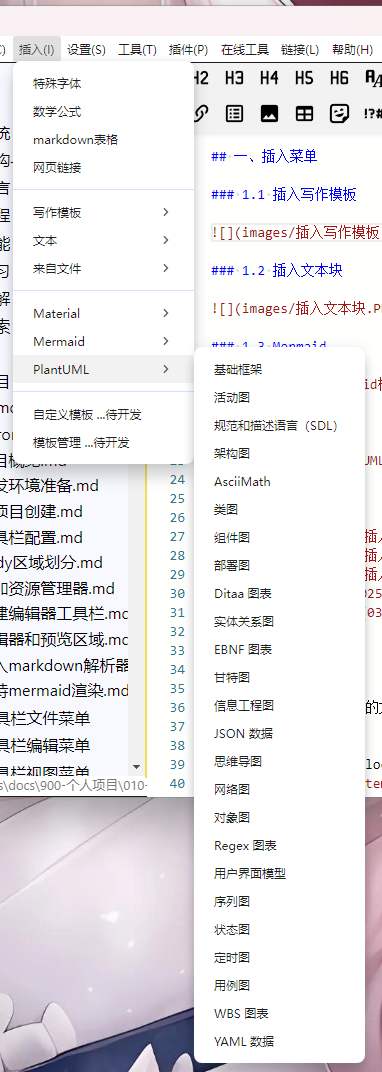 插入(I) 设置(S) 工具(T) 插件(P) 在线工具 链接(L) 帮助(H)
H2 H3 H4 H5 H6
特殊字体
数学公式
markdown表格
网页链接
写作模板
文本
来自文件
Material
Mermaid
PlantUML
自定义模板 ...待开发
模板管理 ...待开发
## 一、插入菜单
### 1.1 插入写作模板
![](images/插入写作模板
### 1.2 插入文本块
![](images/插入文本块.P
### 1.3 Menmaid
基础框架
活动图
规范和描述语言（SDL）
架构图
AsciiMath
类图
组件图
部署图
Ditaa 图表
实体关系图
EBNF 图表
甘特图
信息工程图
JSON 数据
思维导图
网络图
对象图
Regex 图表
用户界面模型
序列图
状态图
定时图
用例图
WBS 图表
YAML 数据
发环境准备.md
项目创建.md
具栏配置.md
dy区域划分.md
和资源管理器.md
建编辑器工具栏.md
辑器和预览区域.md
入markdown解析器
持mermaid渲染.md
具栏文件菜单
具栏编辑菜单
具栏视图菜单
s\docs\900-个人项目\010-
24
25
26
27
28
29
30
31
32
33
34
35
36
37
38
39
40